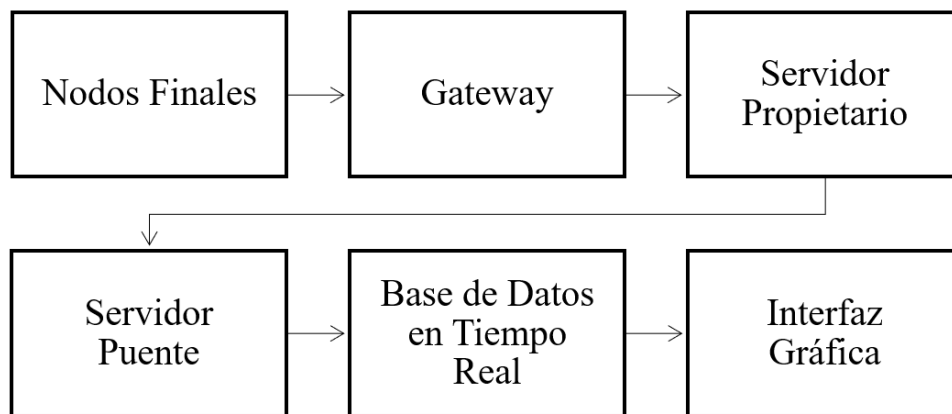 Nodos Finales
Gateway
Servidor
Propietario
Servidor
Puente
Base de Datos
en Tiempo
Real
Interfaz
Gráfica